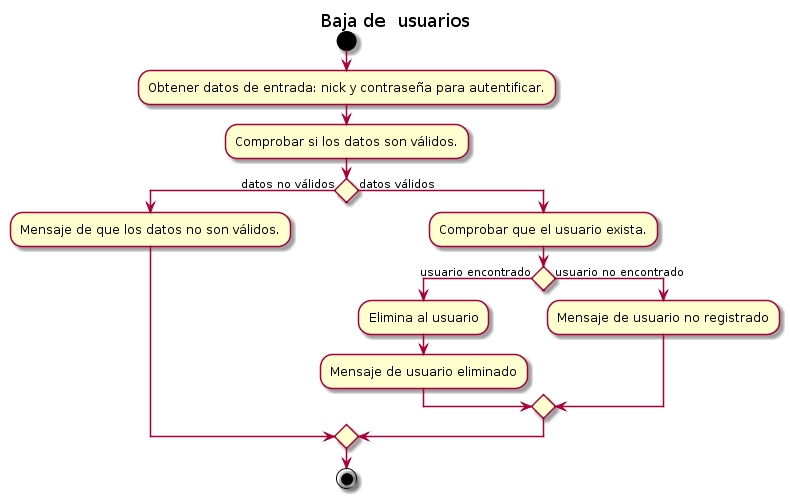 Baja de  usuarios
Obtener datos de entrada: nick y contraseña para autentificar.
Comprobar si los datos son válidos.
datos no válidos
datos válidos
Mensaje de que los datos no son válidos.
Comprobar que el usuario exista.
usuario encontrado
usuario no encontrado
Elimina al usuario
Mensaje de usuario no registrado
Mensaje de usuario eliminado